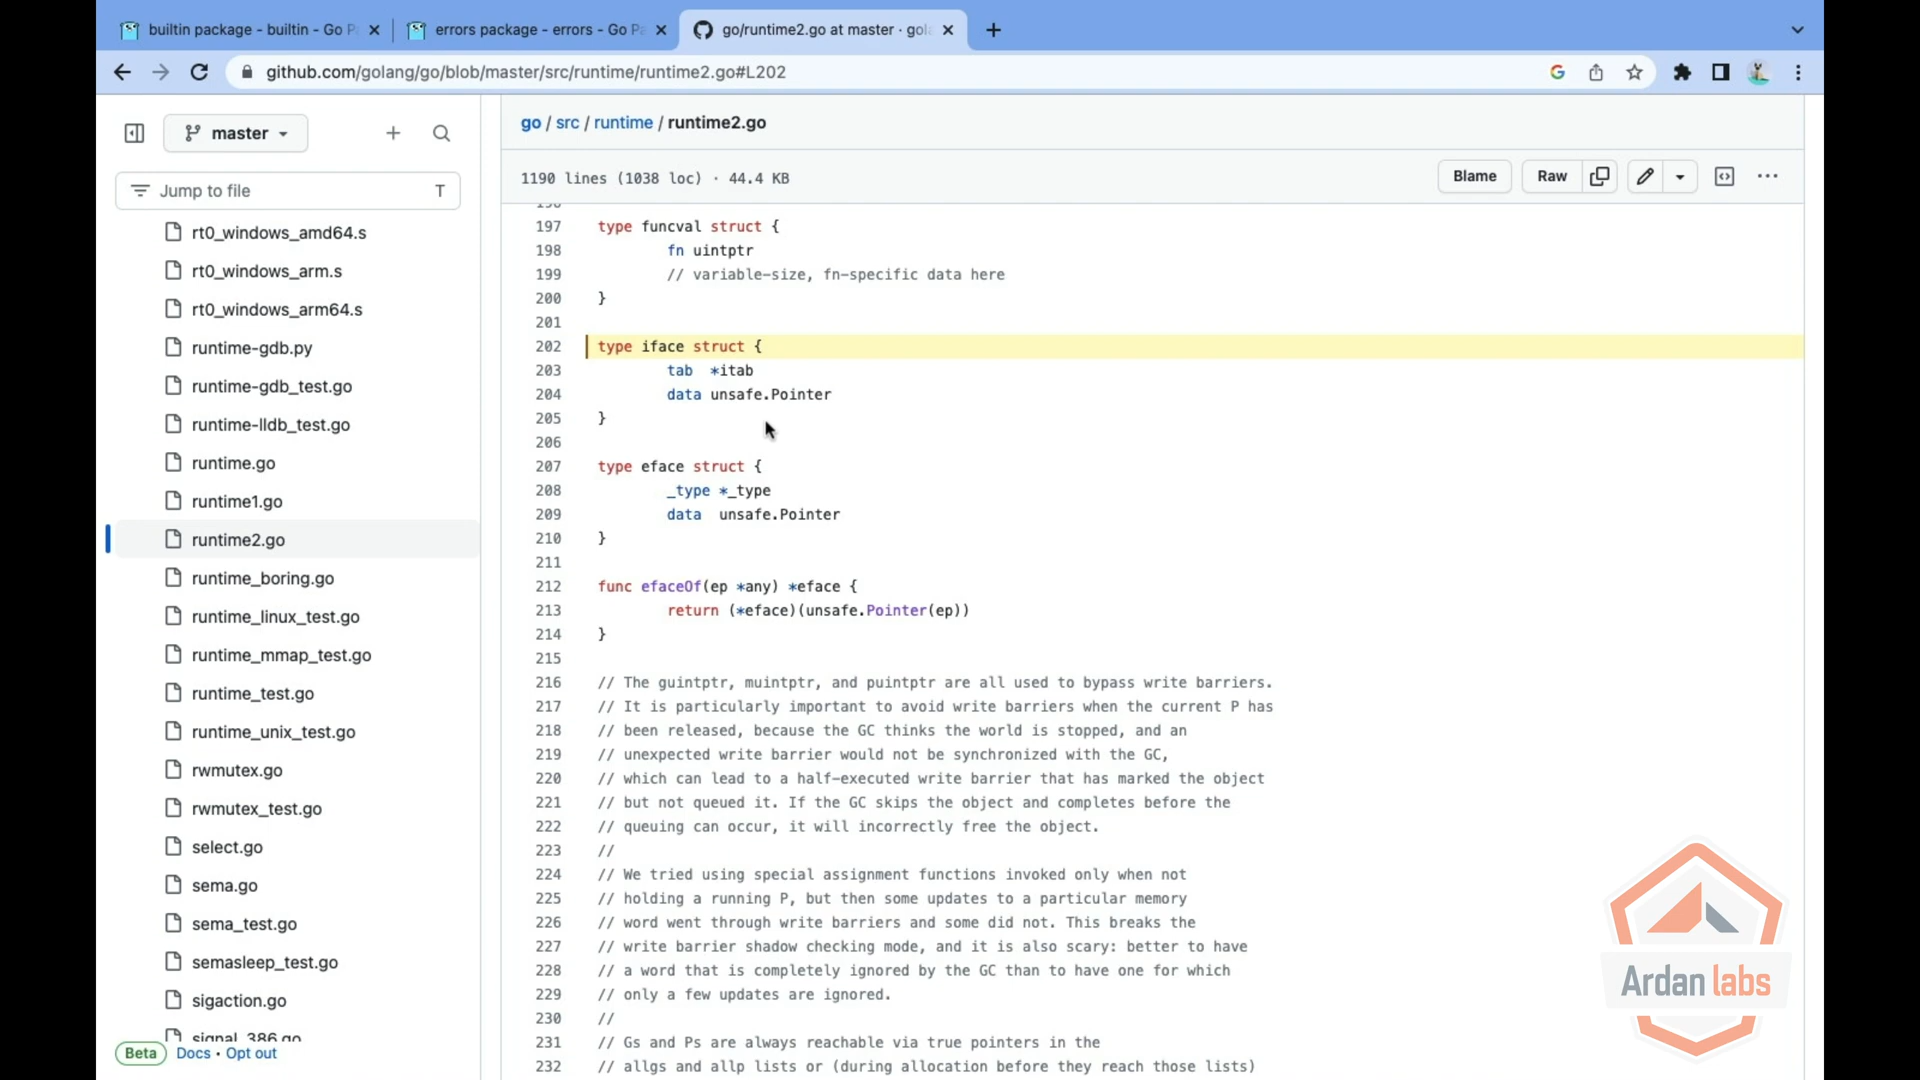 builtin package - builtin - Go P
errors package - errors - Go Pa
go/runtime2.go at master · gola
github.com/golang/go/blob/master/src/runtime/runtime2.go#L202
master
Jump to file T
rt0_windows_amd64.s
rt0_windows_arm.s
rt0_windows_arm64.s
runtime-gdb.py
runtime-gdb_test.go
runtime-lldb_test.go
runtime.go
runtime1.go
runtime2.go
runtime_boring.go
runtime_linux_test.go
runtime_mmap_test.go
runtime_test.go
runtime_unix_test.go
rwmutex.go
rwmutex_test.go
select.go
sema.go
sema_test.go
semasleep_test.go
sigaction.go
signal_386.go
Beta Docs · Opt out
go / src / runtime / runtime2.go
1190 lines (1038 loc) · 44.4 KB
Blame Raw
196
197 type funcval struct {
198 fn uintptr
199 // variable-size, fn-specific data here
200 }
201
202 type iface struct {
203 tab *itab
204 data unsafe.Pointer
205 }
206
207 type eface struct {
208 _type *_type
209 data unsafe.Pointer
210 }
211
212 func efaceOf(ep *any) *eface {
213 return (*eface)(unsafe.Pointer(ep))
214 }
215
216 // The guintptr, muintptr, and puintptr are all used to bypass write barriers.
217 // It is particularly important to avoid write barriers when the current P has
218 // been released, because the GC thinks the world is stopped, and an
219 // unexpected write barrier would not be synchronized with the GC,
220 // which can lead to a half-executed write barrier that has marked the object
221 // but not queued it. If the GC skips the object and completes before the
222 // queuing can occur, it will incorrectly free the object.
223 //
224 // We tried using special assignment functions invoked only when not
225 // holding a running P, but then some updates to a particular memory
226 // word went through write barriers and some did not. This breaks the
227 // write barrier shadow checking mode, and it is also scary: better to have
228 // a word that is completely ignored by the GC than to have one for which
229 // only a few updates are ignored.
230 //
231 // Gs and Ps are always reachable via true pointers in the
232 // allgs and allp lists or (during allocation before they reach those lists)
Ardan labs